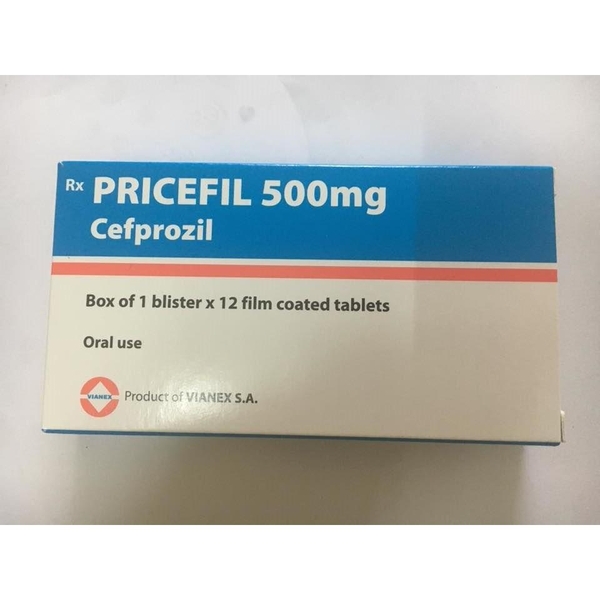 Rx PRICEFIL 500mg
Cefprozil
Box of 1 blister x 12 film coated tablets
Oral use
VIANEX Product of VIANEX S.A.